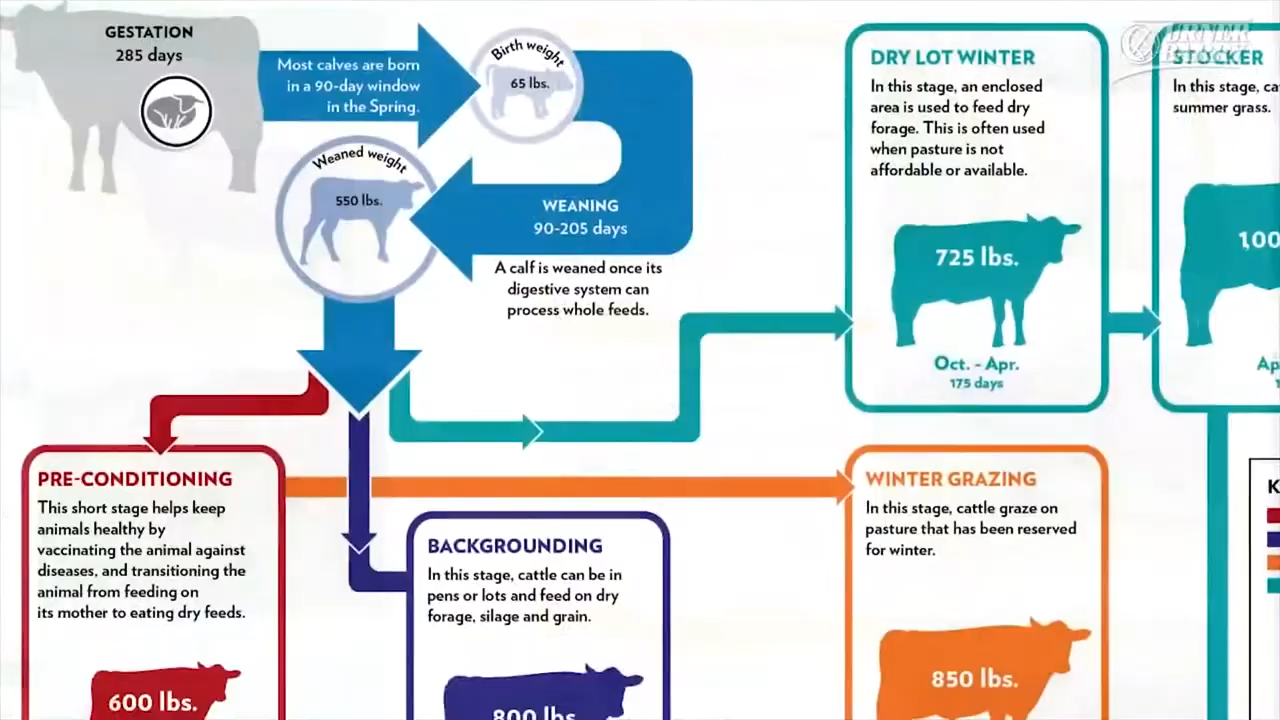 GESTATION
285 days
Most calves are born
in a 90-day window
in the Spring.
Birth weight
65 lbs.
Weaned weight
550 lbs.
WEANING
90-205 days
A calf is weaned once its
digestive system can
process whole feeds.
DRY LOT WINTER
In this stage, an enclosed
area is used to feed dry
forage. This is often used
when pasture is not
affordable or available.
725 lbs.
Oct. - Apr.
175 days
STOCKER
In this stage, ca
summer grass.
100
Ap
PRE-CONDITIONING
This short stage helps keep
animals healthy by
vaccinating the animal against
diseases, and transitioning the
animal from feeding on
its mother to eating dry feeds.
600 lbs.
BACKGROUNDING
In this stage, cattle can be in
pens or lots and feed on dry
forage, silage and grain.
800 lbs.
WINTER GRAZING
In this stage, cattle graze on
pasture that has been reserved
for winter.
850 lbs.
K